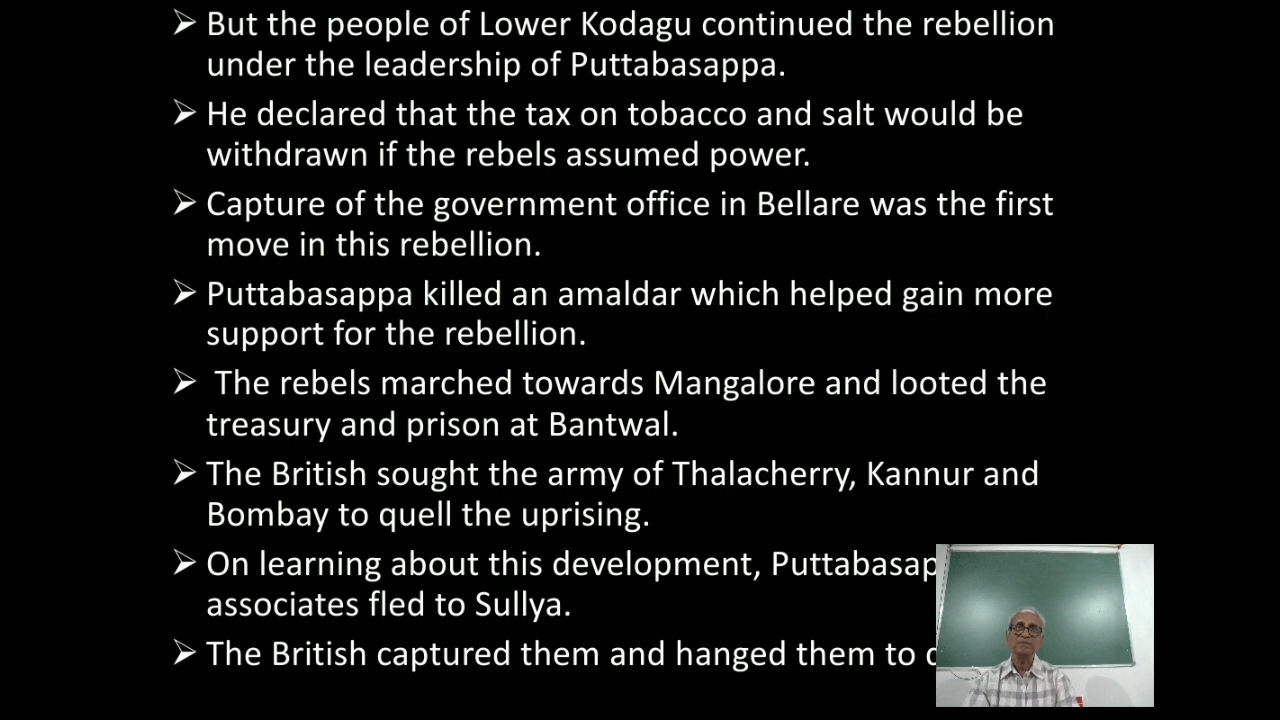 ➢ But the people of Lower Kodagu continued the rebellion
under the leadership of Puttabasappa.
➢ He declared that the tax on tobacco and salt would be
withdrawn if the rebels assumed power.
➢ Capture of the government office in Bellare was the first
move in this rebellion.
➢ Puttabasappa killed an amaldar which helped gain more
support for the rebellion.
➢ The rebels marched towards Mangalore and looted the
treasury and prison at Bantwal.
➢ The British sought the army of Thalacherry, Kannur and
Bombay to quell the uprising.
➢ On learning about this development,
associates fled to Sullya.
➢ The British captured them and hanged them to